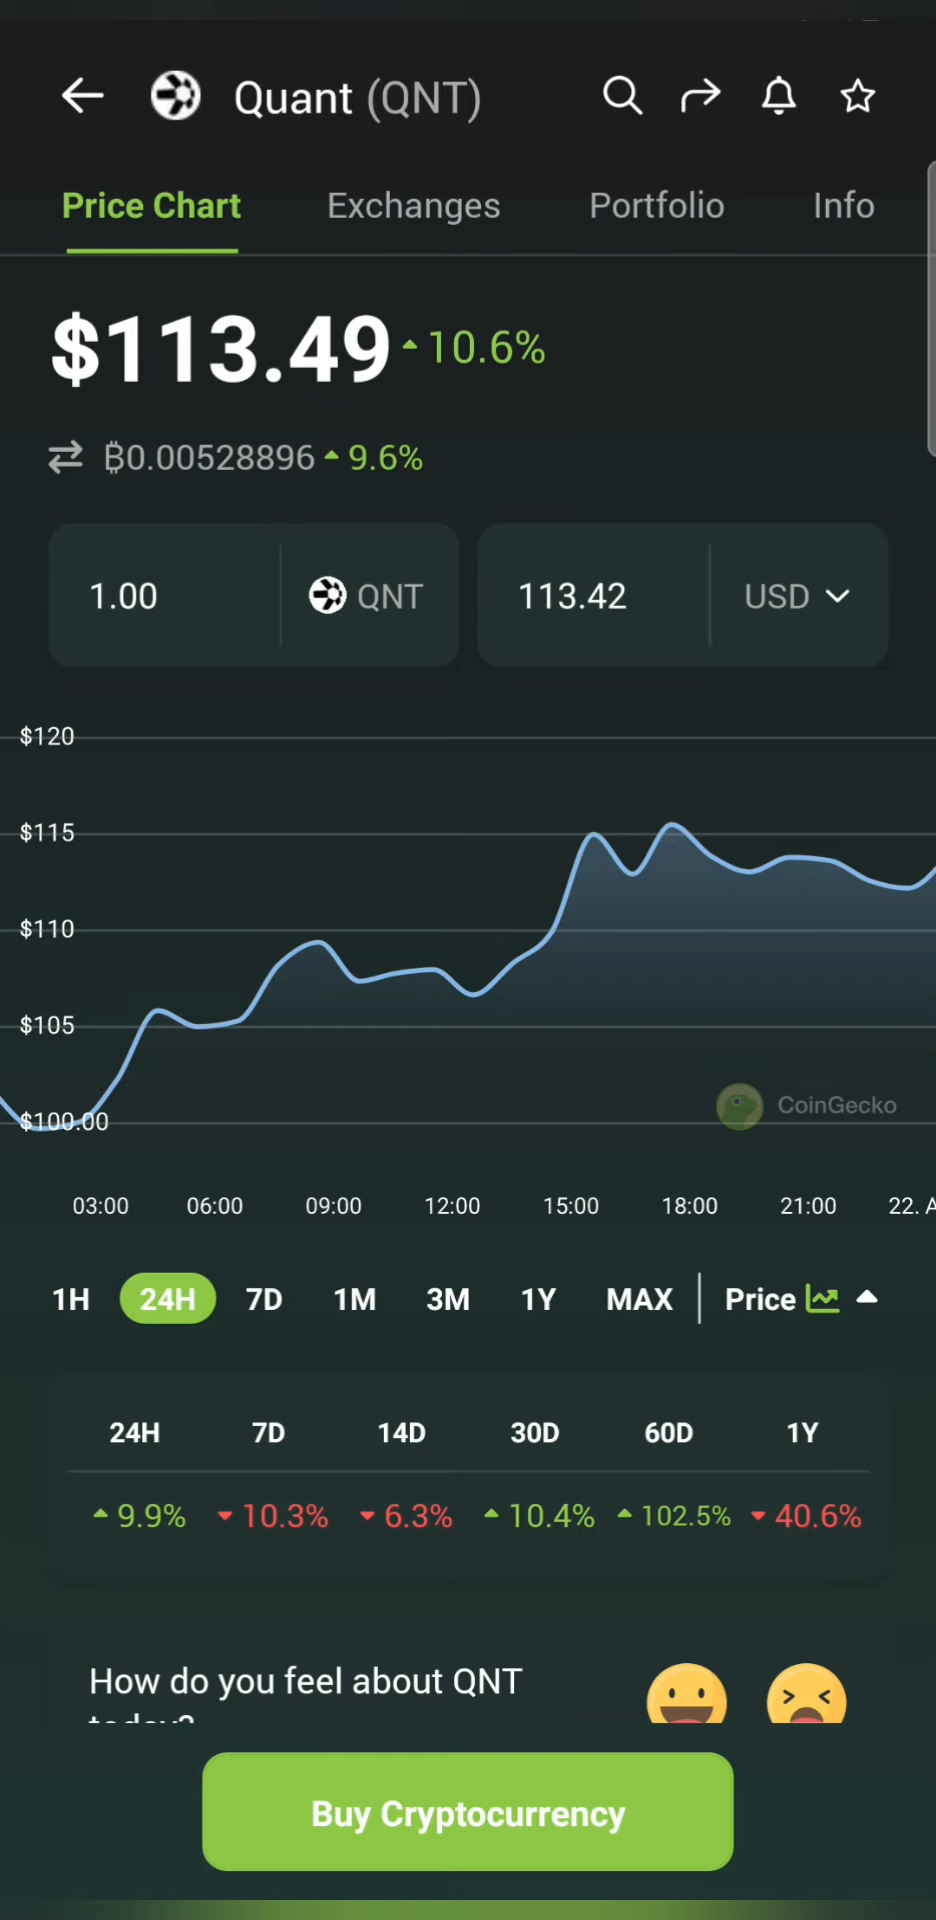 Quant (QNT)
Price Chart Exchanges Portfolio Info
$113.49 10.6%
₿0.00528896 9.6%
1.00 QNT 113.42 USD
$120
$115
$110
$105
$100.00
CoinGecko
03:00 06:00 09:00 12:00 15:00 18:00 21:00 22. A
1H 24H 7D 1M 3M 1Y MAX Price
24H 7D 14D 30D 60D 1Y
9.9% 10.3% 6.3% 10.4% 102.5% 40.6%
How do you feel about QNT
today?
Buy Cryptocurrency